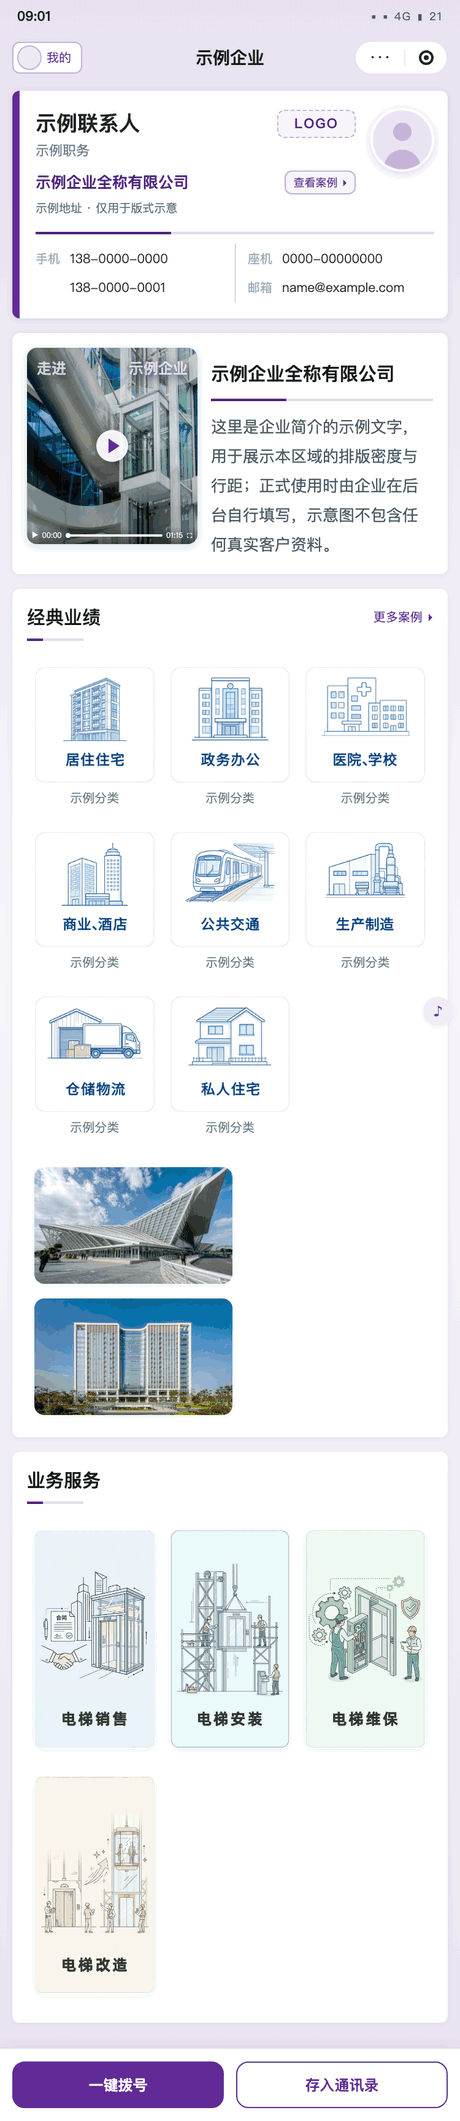 09:01
4G 21
我的
示例企业
示例联系人
LOGO
示例职务
示例企业全称有限公司
查看案例
示例地址 · 仅用于版式示意
手机 138-0000-0000
座机 0000-00000000
138-0000-0001
邮箱 name@example.com
走进 示例企业
00:00 01:15
示例企业全称有限公司
这里是企业简介的示例文字，
用于展示本区域的排版密度与
行距；正式使用时由企业在后
台自行填写，示意图不包含任
何真实客户资料。
经典业绩
更多案例
居住住宅
政务办公
医院、学校
示例分类
示例分类
示例分类
商业、酒店
公共交通
生产制造
示例分类
示例分类
示例分类
仓储物流
私人住宅
示例分类
示例分类
业务服务
合同
电梯销售
电梯安装
电梯维保
电梯改造
一键拨号
存入通讯录